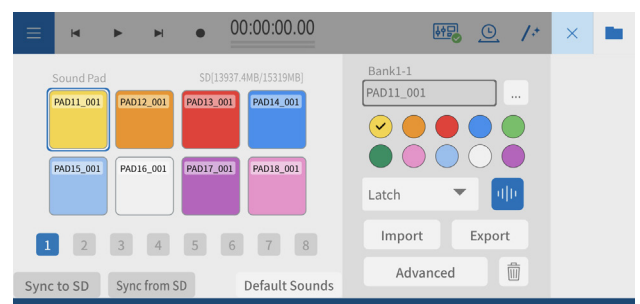 00:00:00.00
Sound Pad SD[13937.4MB/15319MB]
PAD11_001 PAD12_001 PAD13_001 PAD14_001
PAD15_001 PAD16_001 PAD17_001 PAD18_001
1 2 3 4 5 6 7 8
Sync to SD Sync from SD Default Sounds
Bank1-1
PAD11_001 ...
Latch
Import Export
Advanced